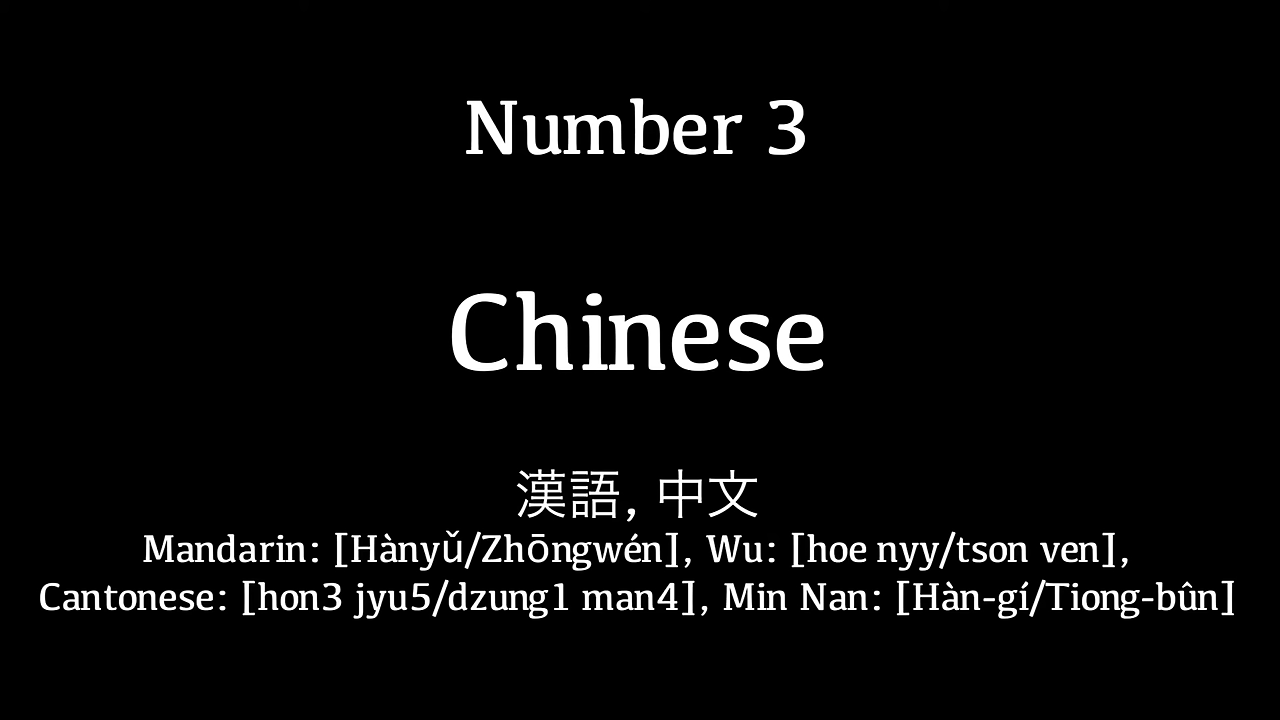 Number 3
Chinese
漢語, 中文
Mandarin: [Hànyǔ/Zhōngwén], Wu: [hoe nyy/tson ven],
Cantonese: [hon3 jyu5/dzung1 man4], Min Nan: [Hàn-gí/Tiong-bûn]